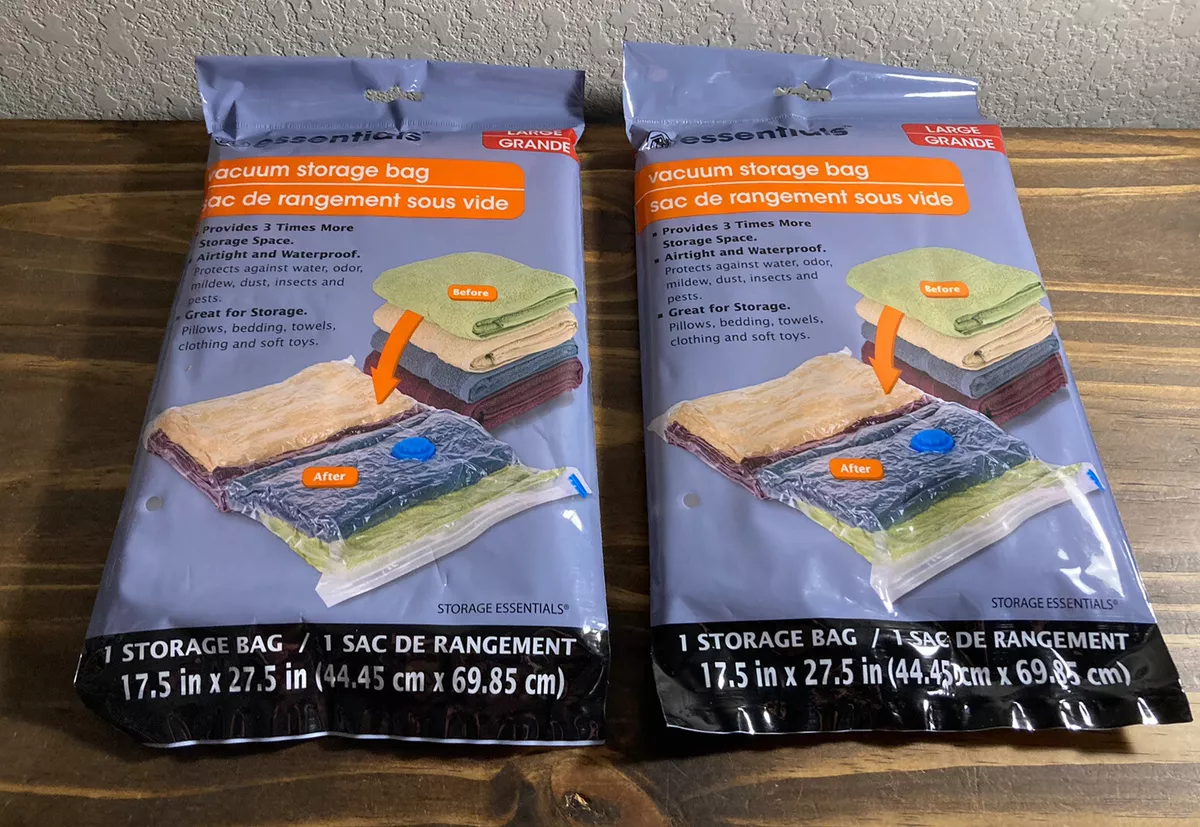 essentials™
LARGE
GRANDE
vacuum storage bag
sac de rangement sous vide
▪ Provides 3 Times More
Storage Space.
▪ Airtight and Waterproof.
Protects against water, odor,
mildew, dust, insects and
pests.
▪ Great for Storage.
Pillows, bedding, towels,
clothing and soft toys.
Before
After
STORAGE ESSENTIALS®
1 STORAGE BAG / 1 SAC DE RANGEMENT
17.5 in x 27.5 in (44.45 cm x 69.85 cm)
essentials™
LARGE
GRANDE
vacuum storage bag
sac de rangement sous vide
▪ Provides 3 Times More
Storage Space.
▪ Airtight and Waterproof.
Protects against water, odor,
mildew, dust, insects and
pests.
▪ Great for Storage.
Pillows, bedding, towels,
clothing and soft toys.
Before
After
STORAGE ESSENTIALS®
1 STORAGE BAG / 1 SAC DE RANGEMENT
17.5 in x 27.5 in (44.45 cm x 69.85 cm)